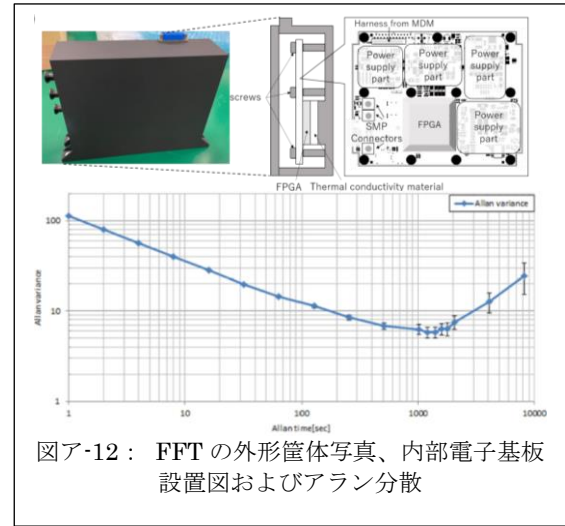 Harness from MDM
Power supply part
Power supply part
Power supply part
screws
FPGA
Power supply part
SMP Connectors
FPGA Thermal conductivity material
Allan variance
Allan variance
100
10
1
1 10 100 1000 10000
Allan time[sec]
図ア-12： FFT の外形筐体写真、内部電子基板
設置図およびアラン分散